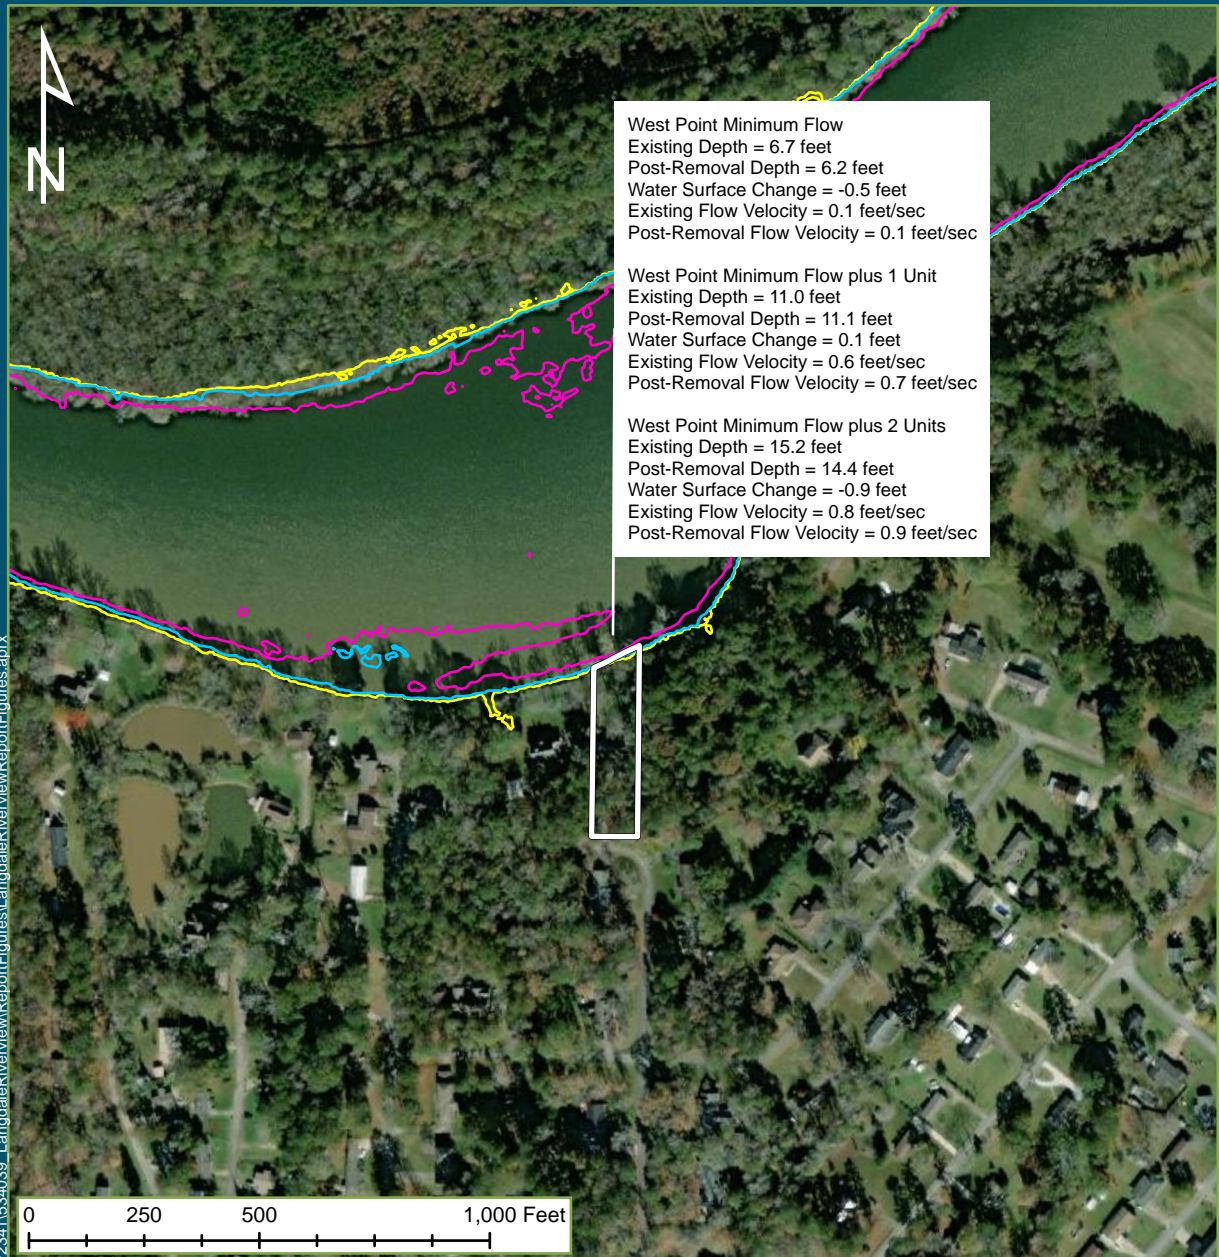 N
West Point Minimum Flow
Existing Depth = 6.7 feet
Post-Removal Depth = 6.2 feet
Water Surface Change = -0.5 feet
Existing Flow Velocity = 0.1 feet/sec
Post-Removal Flow Velocity = 0.1 feet/sec
West Point Minimum Flow plus 1 Unit
Existing Depth = 11.0 feet
Post-Removal Depth = 11.1 feet
Water Surface Change = 0.1 feet
Existing Flow Velocity = 0.6 feet/sec
Post-Removal Flow Velocity = 0.7 feet/sec
West Point Minimum Flow plus 2 Units
Existing Depth = 15.2 feet
Post-Removal Depth = 14.4 feet
Water Surface Change = -0.9 feet
Existing Flow Velocity = 0.8 feet/sec
Post-Removal Flow Velocity = 0.9 feet/sec
2341\534039_LangdaleRiverview\ReportFigures\LangdaleRiverviewReportFigures.aprx
0 250 500 1,000 Feet